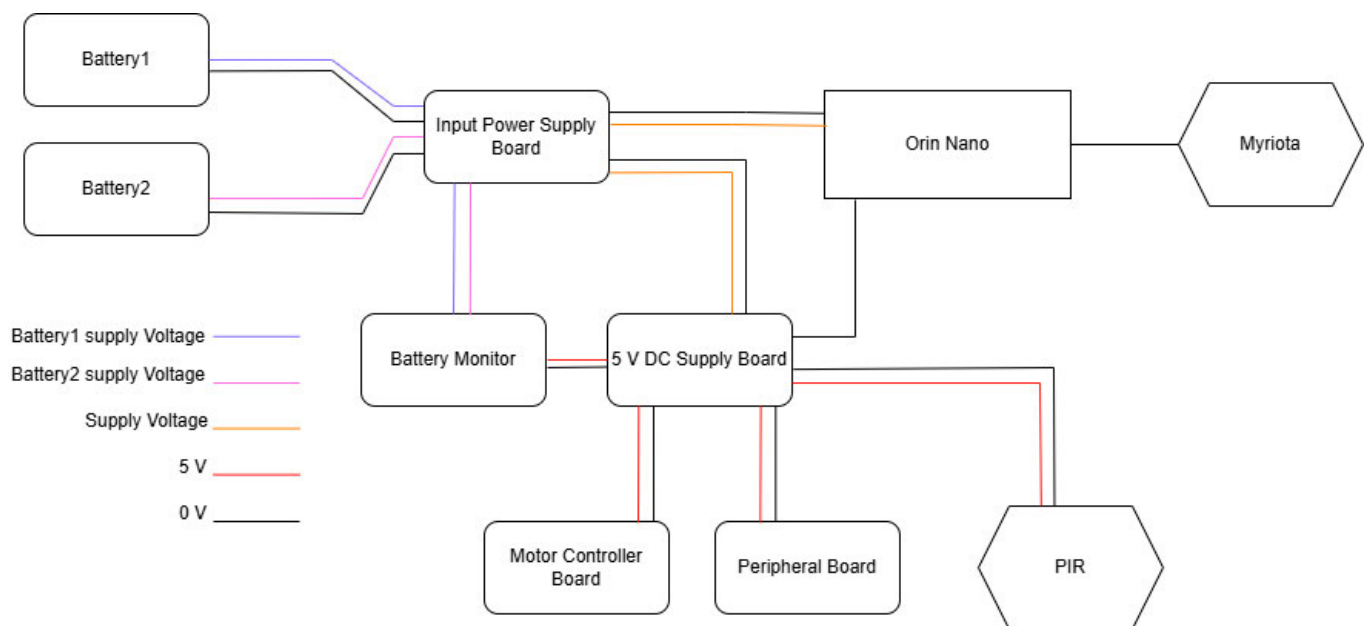 Battery1
Input Power Supply
Board
Orin Nano
Myriota
Battery2
Battery1 supply Voltage
Battery2 supply Voltage
Supply Voltage
5 V
0 V
Battery Monitor
5 V DC Supply Board
Motor Controller
Board
Peripheral Board
PIR